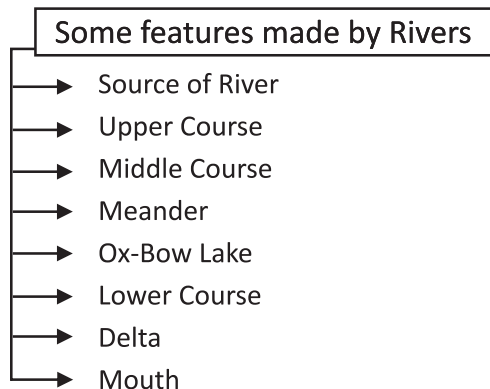 Some features made by Rivers
Source of River
Upper Course
Middle Course
Meander
Ox-Bow Lake
Lower Course
Delta
Mouth